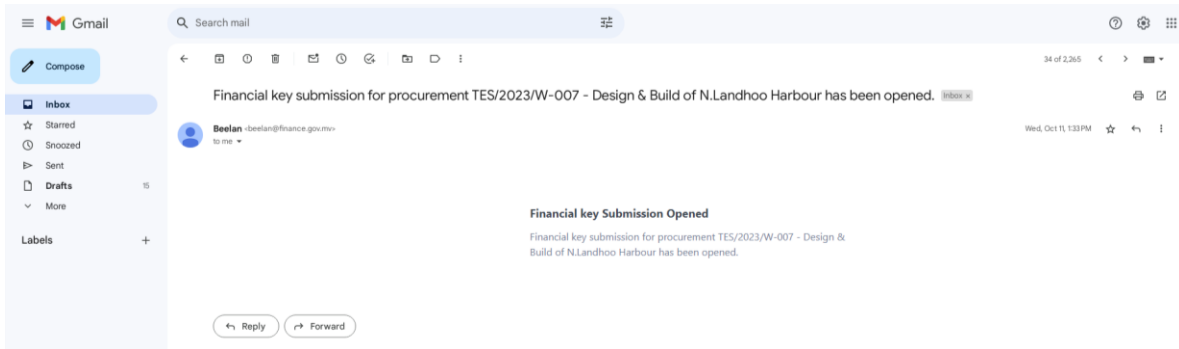 Gmail
Search mail
Compose
34 of 2,265
Inbox
Starred
Snoozed
Sent
Drafts 15
More
Labels
Financial key submission for procurement TES/2023/W-007 - Design & Build of N.Landhoo Harbour has been opened. Inbox x
Beelan <beelan@finance.gov.mv>
to me
Wed, Oct 11, 1:33 PM
Financial key Submission Opened
Financial key submission for procurement TES/2023/W-007 - Design &
Build of N.Landhoo Harbour has been opened.
Reply Forward